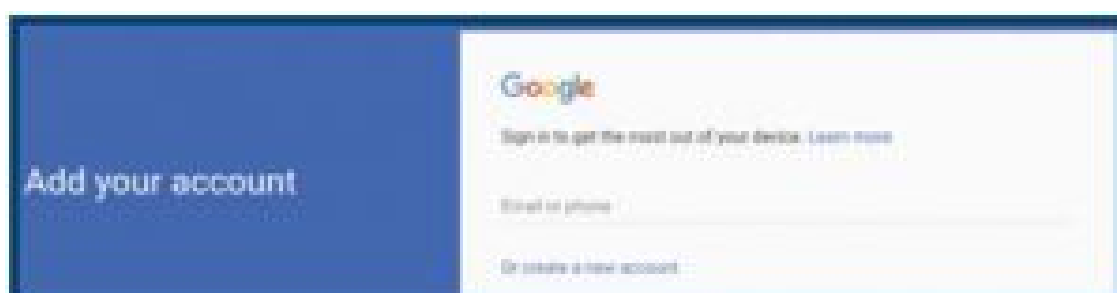 Add your account
Google
Sign in to get the most out of your device. Learn more
Email or phone
Or create a new account